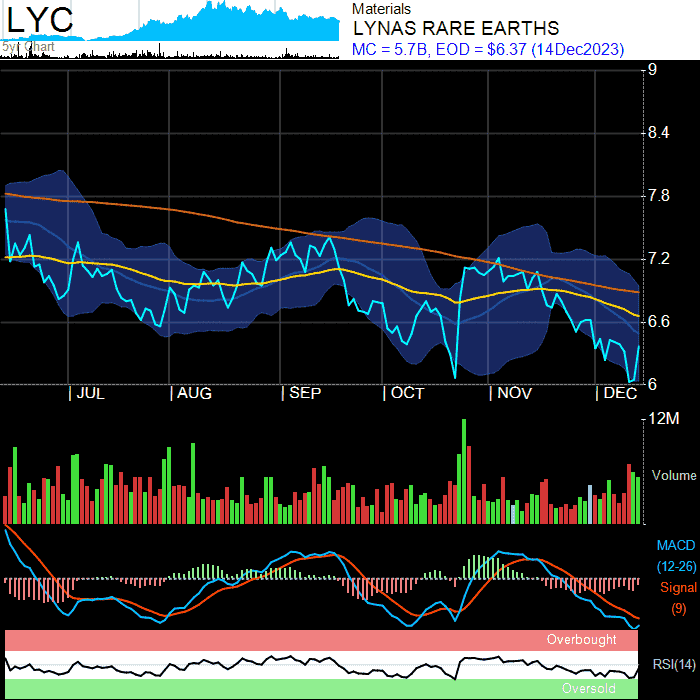 LYC
5yr Chart
Materials
LYNAS RARE EARTHS
MC = 5.7B, EOD = $6.37 (14Dec2023)
9
8.4
7.8
7.2
6.6
6
JUL AUG SEP OCT NOV DEC
12M
Volume
MACD
(12-26)
Signal
(9)
Overbought
RSI(14)
Oversold